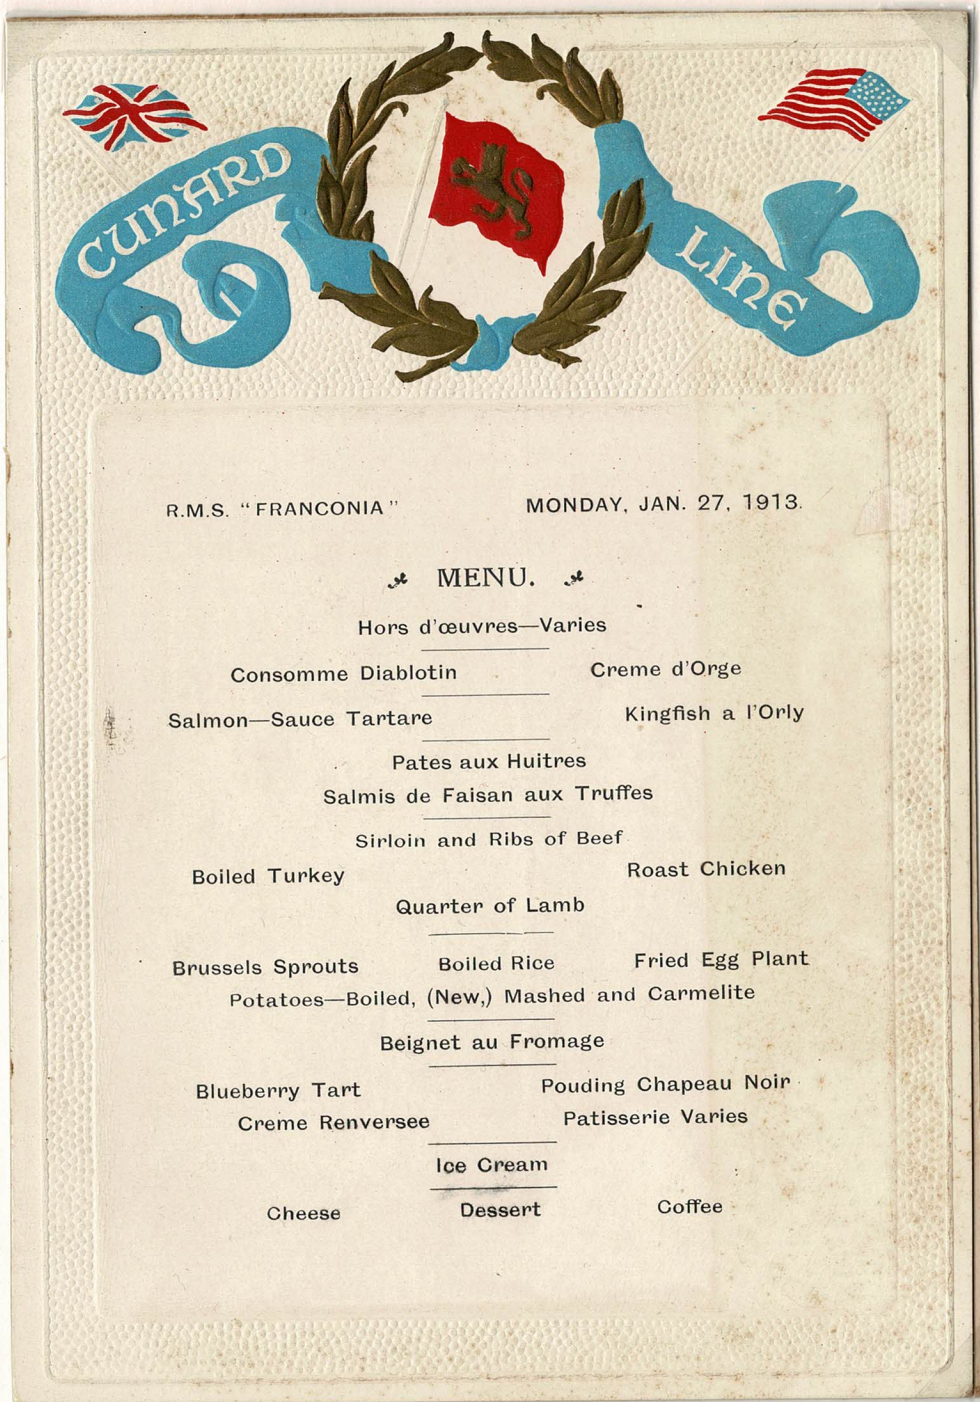 CUNARD LINE
R.M.S. "FRANCONIA" MONDAY, JAN. 27, 1913.
MENU.
Hors d'œuvres—Varies
Consomme Diablotin Creme d'Orge
Salmon—Sauce Tartare Kingfish a l'Orly
Pates aux Huitres
Salmis de Faisan aux Truffes
Sirloin and Ribs of Beef
Boiled Turkey Roast Chicken
Quarter of Lamb
Brussels Sprouts Boiled Rice Fried Egg Plant
Potatoes—Boiled, (New,) Mashed and Carmelite
Beignet au Fromage
Blueberry Tart Pouding Chapeau Noir
Creme Renversee Patisserie Varies
Ice Cream
Cheese Dessert Coffee